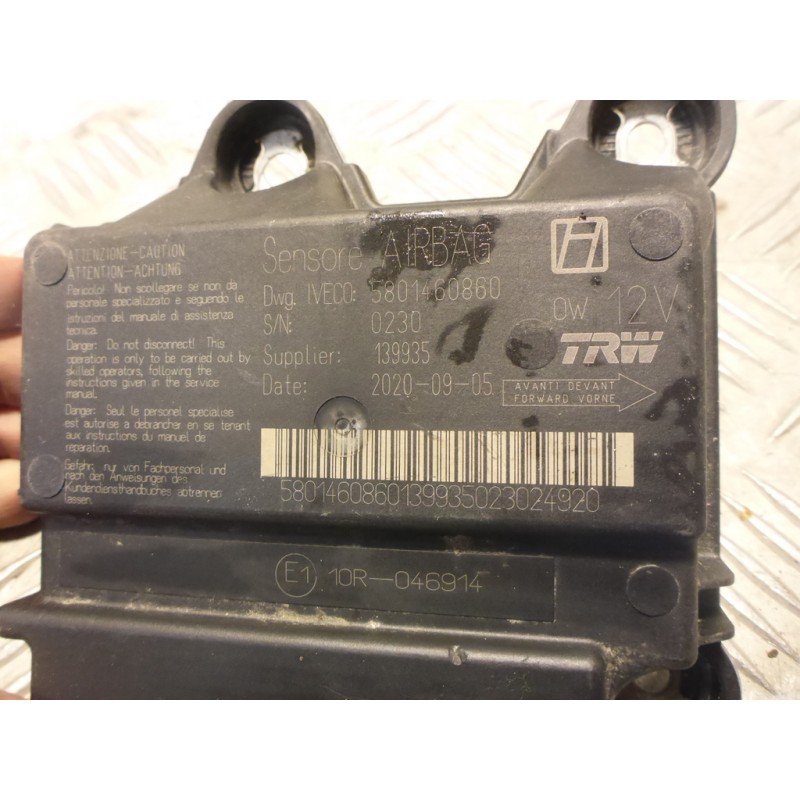 ATTENZIONE-CAUTION
ATTENTION-ACHTUNG
Pericolo! Non scollegare se non da
personale specializzato e seguendo le
istruzioni del manuale di assistenza
tecnica.
Danger: Do not disconnect! This
operation is only to be carried out by
skilled operators, following the
instructions given in the service
manual.
Danger: Seul le personel specialise
est autorise a debrancher en se tenant
aux instructions du manuel de
reparation.
Gefahr: nur von Fachpersonal und
nach den Anweisungen des
Kundendiensthandbuches abtrennen
lassen.
Sensore AIRBAG
Dwg. IVECO: 5801460860
S/N: 0230
Supplier: 139935
Date: 2020-09-05
0W 12V
TRW
AVANTI DEVANT
FORWARD VORNE
5801460860139935023024920
E1 10R-046914